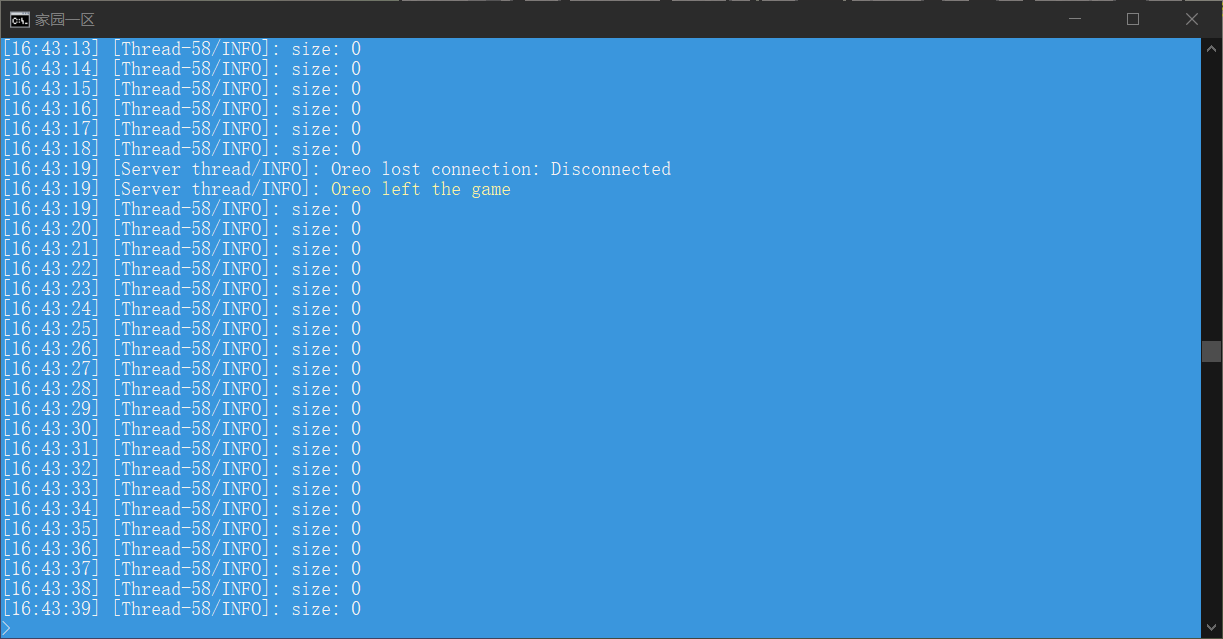 家园一区
[16:43:13] [Thread-58/INFO]: size: 0
[16:43:14] [Thread-58/INFO]: size: 0
[16:43:15] [Thread-58/INFO]: size: 0
[16:43:16] [Thread-58/INFO]: size: 0
[16:43:17] [Thread-58/INFO]: size: 0
[16:43:18] [Thread-58/INFO]: size: 0
[16:43:19] [Server thread/INFO]: Oreo lost connection: Disconnected
[16:43:19] [Server thread/INFO]: Oreo left the game
[16:43:19] [Thread-58/INFO]: size: 0
[16:43:20] [Thread-58/INFO]: size: 0
[16:43:21] [Thread-58/INFO]: size: 0
[16:43:22] [Thread-58/INFO]: size: 0
[16:43:23] [Thread-58/INFO]: size: 0
[16:43:24] [Thread-58/INFO]: size: 0
[16:43:25] [Thread-58/INFO]: size: 0
[16:43:26] [Thread-58/INFO]: size: 0
[16:43:27] [Thread-58/INFO]: size: 0
[16:43:28] [Thread-58/INFO]: size: 0
[16:43:29] [Thread-58/INFO]: size: 0
[16:43:30] [Thread-58/INFO]: size: 0
[16:43:31] [Thread-58/INFO]: size: 0
[16:43:32] [Thread-58/INFO]: size: 0
[16:43:33] [Thread-58/INFO]: size: 0
[16:43:34] [Thread-58/INFO]: size: 0
[16:43:35] [Thread-58/INFO]: size: 0
[16:43:36] [Thread-58/INFO]: size: 0
[16:43:37] [Thread-58/INFO]: size: 0
[16:43:38] [Thread-58/INFO]: size: 0
[16:43:39] [Thread-58/INFO]: size: 0
>